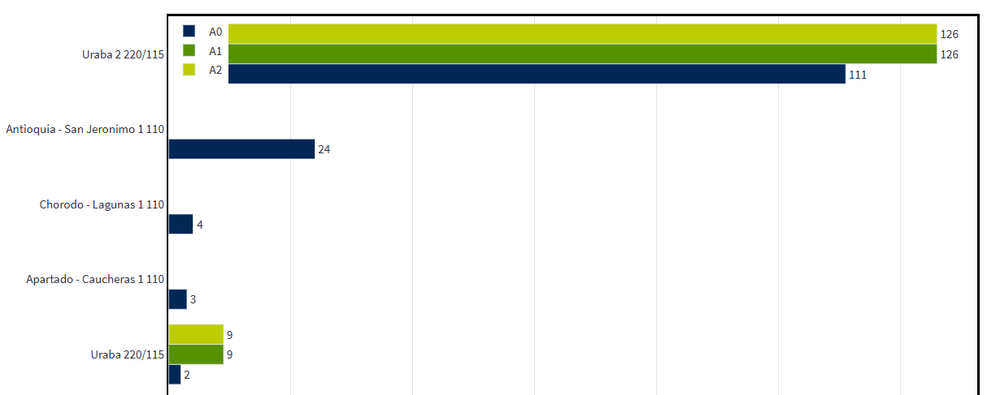 A0
126
Uraba 2 220/115
A1
126
A2
111
Antioquia - San Jeronimo 1 110
24
Chorodo - Lagunas 1 110
4
Apartado - Caucheras 1 110
3
9
Uraba 220/115
9
2